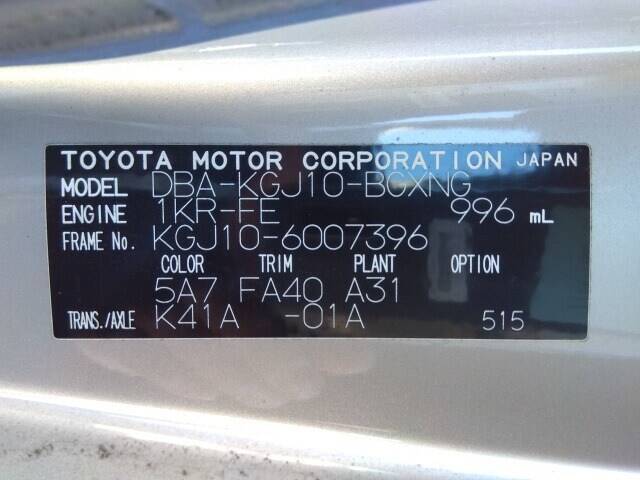 TOYOTA MOTOR CORPORATION JAPAN
MODEL DBA-KGJ10-BGXNG
ENGINE 1KR-FE 996 mL
FRAME No. KGJ10-6007396
COLOR TRIM PLANT OPTION
5A7 FA40 A31
TRANS./AXLE K41A -01A 515